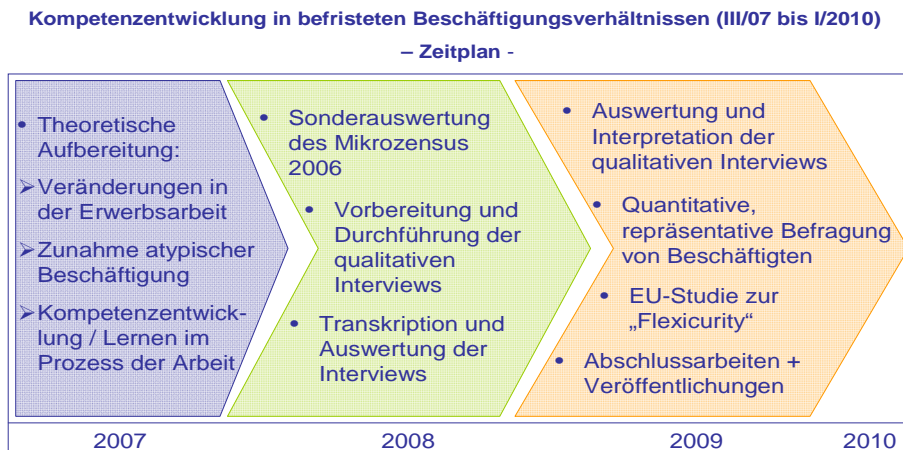 Kompetenzentwicklung in befristeten Beschäftigungsverhältnissen (III/07 bis I/2010)
– Zeitplan -
• Theoretische
Aufbereitung:
➢Veränderungen in
der Erwerbsarbeit
➢Zunahme atypischer
Beschäftigung
➢Kompetenzentwick-
lung / Lernen im
Prozess der Arbeit
• Sonderauswertung
des Mikrozensus
2006
• Vorbereitung und
Durchführung der
qualitativen
Interviews
• Transkription und
Auswertung der
Interviews
• Auswertung und
Interpretation der
qualitativen Interviews
• Quantitative,
repräsentative Befragung
von Beschäftigten
• EU-Studie zur
„Flexicurity“
• Abschlussarbeiten +
Veröffentlichungen
2007 2008 2009 2010